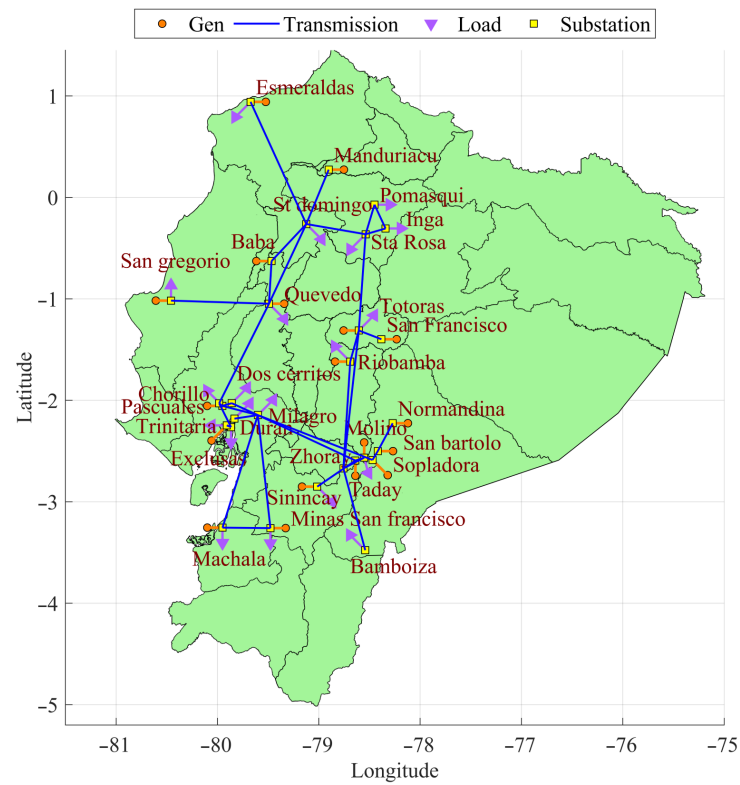 Gen Transmission Load Substation
Esmeraldas
Manduriacu
Pomasqui
St domingo
Inga
Sta Rosa
Baba
San gregorio
Quevedo
Totoras
San Francisco
Riobamba
Dos cerritos
Chorillo
Pascuales
Milagro
Normandina
Trinitaria
Duran
Molino
San bartolo
Exclusas
Zhoray
Sopladora
Taday
Sinincay
Minas San francisco
Machala
Bamboiza
1
0
−1
−2
−3
−4
−5
Latitude
−81 −80 −79 −78 −77 −76 −75
Longitude